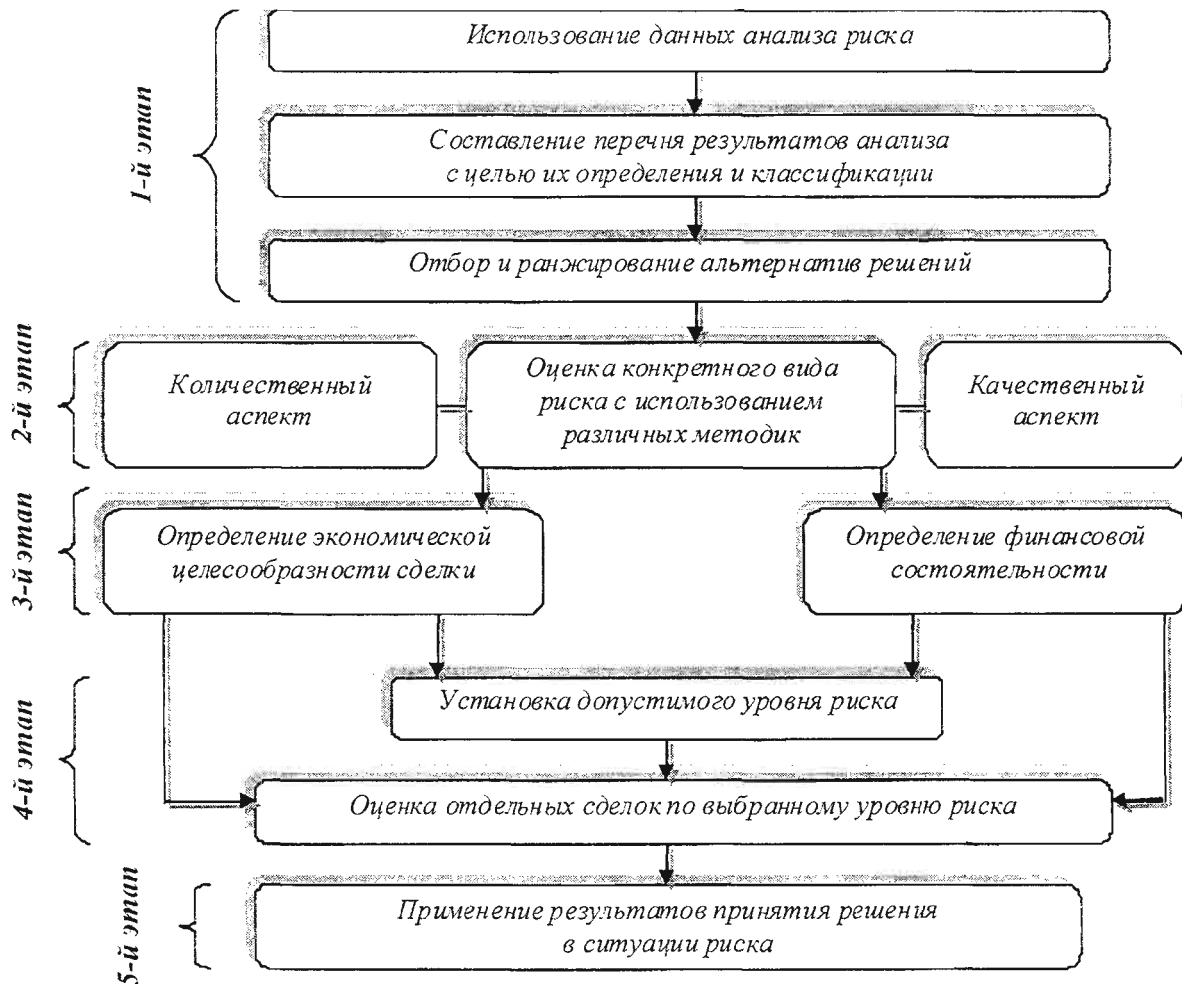 1-й этап
Использование данных анализа риска
Составление перечня результатов анализа
с целью их определения и классификации
Отбор и ранжирование альтернатив решений
2-й этап
Количественный
аспект
Оценка конкретного вида
риска с использованием
различных методик
Качественный
аспект
3-й этап
Определение экономической
целесообразности сделки
Определение финансовой
состоятельности
4-й этап
Установка допустимого уровня риска
Оценка отдельных сделок по выбранному уровню риска
5-й этап
Применение результатов принятия решения
в ситуации риска